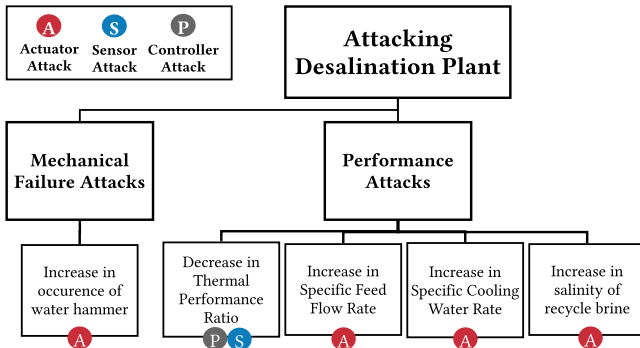 A
S
P
Actuator
Attack
Sensor
Attack
Controller
Attack
Attacking
Desalination Plant
Mechanical
Failure Attacks
Performance
Attacks
Increase in
occurence of
water hammer
A
Decrease in
Thermal
Performance
Ratio
P
S
Increase in
Specific Feed
Flow Rate
A
Increase in
Specific Cooling
Water Rate
A
Increase in
salinity of
recycle brine
A